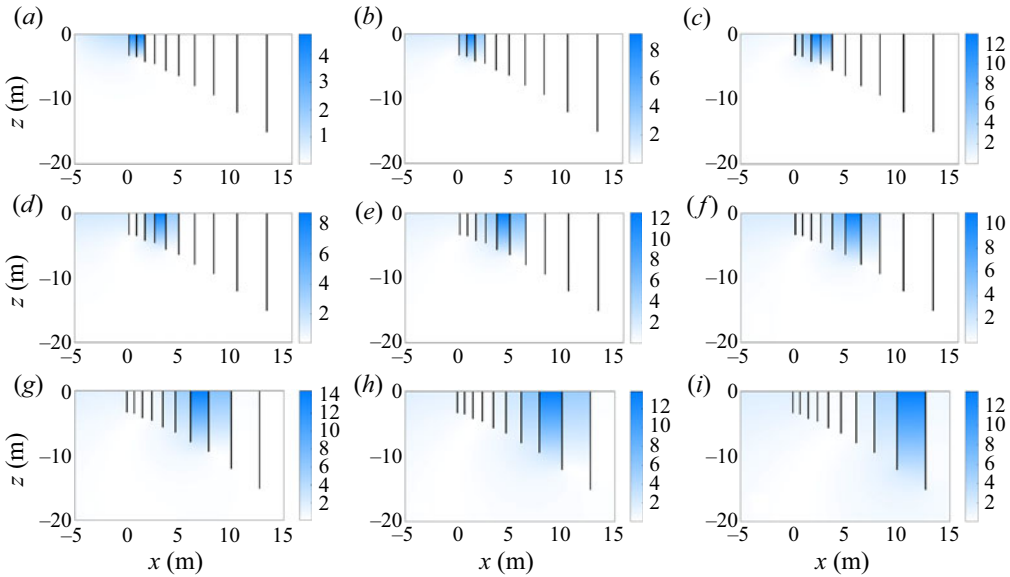 (a) (b) (c)
0 0 0
4 8 12
3 6 10
2 4 8
1 2 6
4
2
z (m) –10 –10 –10
–20 –20 –20
–5 0 5 10 15 –5 0 5 10 15 –5 0 5 10 15
(d) (e) (f)
0 0 0
8 12 10
6 10 8
4 8 6
2 6 4
4 2
2
z (m) –10 –10 –10
–20 –20 –20
–5 0 5 10 15 –5 0 5 10 15 –5 0 5 10 15
(g) (h) (i)
0 0 0
14 12 12
12 10 10
10 8 8
8 6 6
6 4 4
4 2 2
2
z (m) –10 –10 –10
–20 –20 –20
–5 0 5 10 15 –5 0 5 10 15 –5 0 5 10 15
x (m) x (m) x (m)